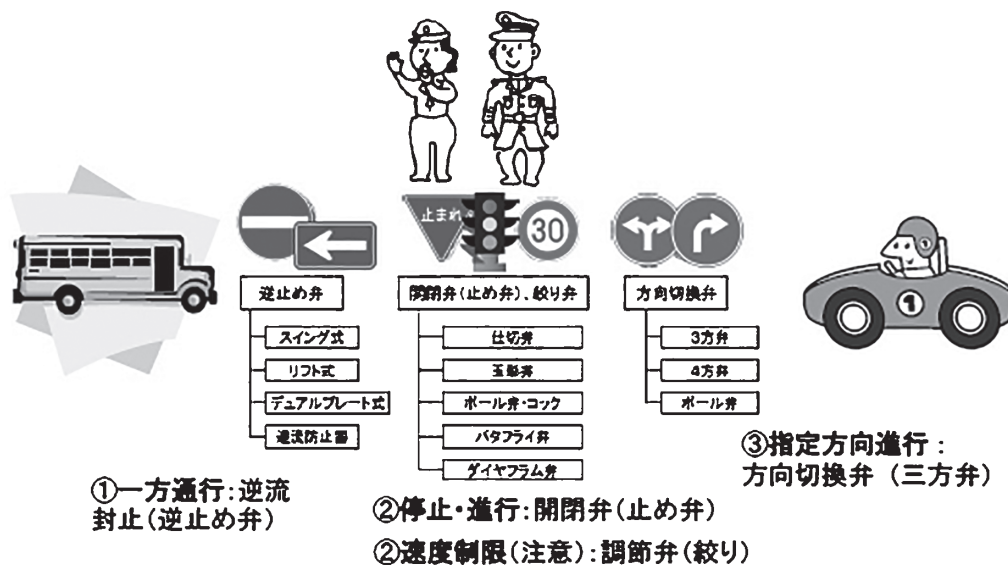 止まれ
30
逆止め弁
スイング式
リフト式
デュアルプレート式
逆流防止器
開閉弁(止め弁)、絞り弁
仕切弁
玉形弁
ボール弁・コック
バタフライ弁
ダイヤフラム弁
方向切換弁
3方弁
4方弁
ボール弁
1
1
①一方通行:逆流
封止(逆止め弁)
②停止・進行:開閉弁(止め弁)
②速度制限(注意):調節弁(絞り)
③指定方向進行:
方向切換弁 (三方弁)